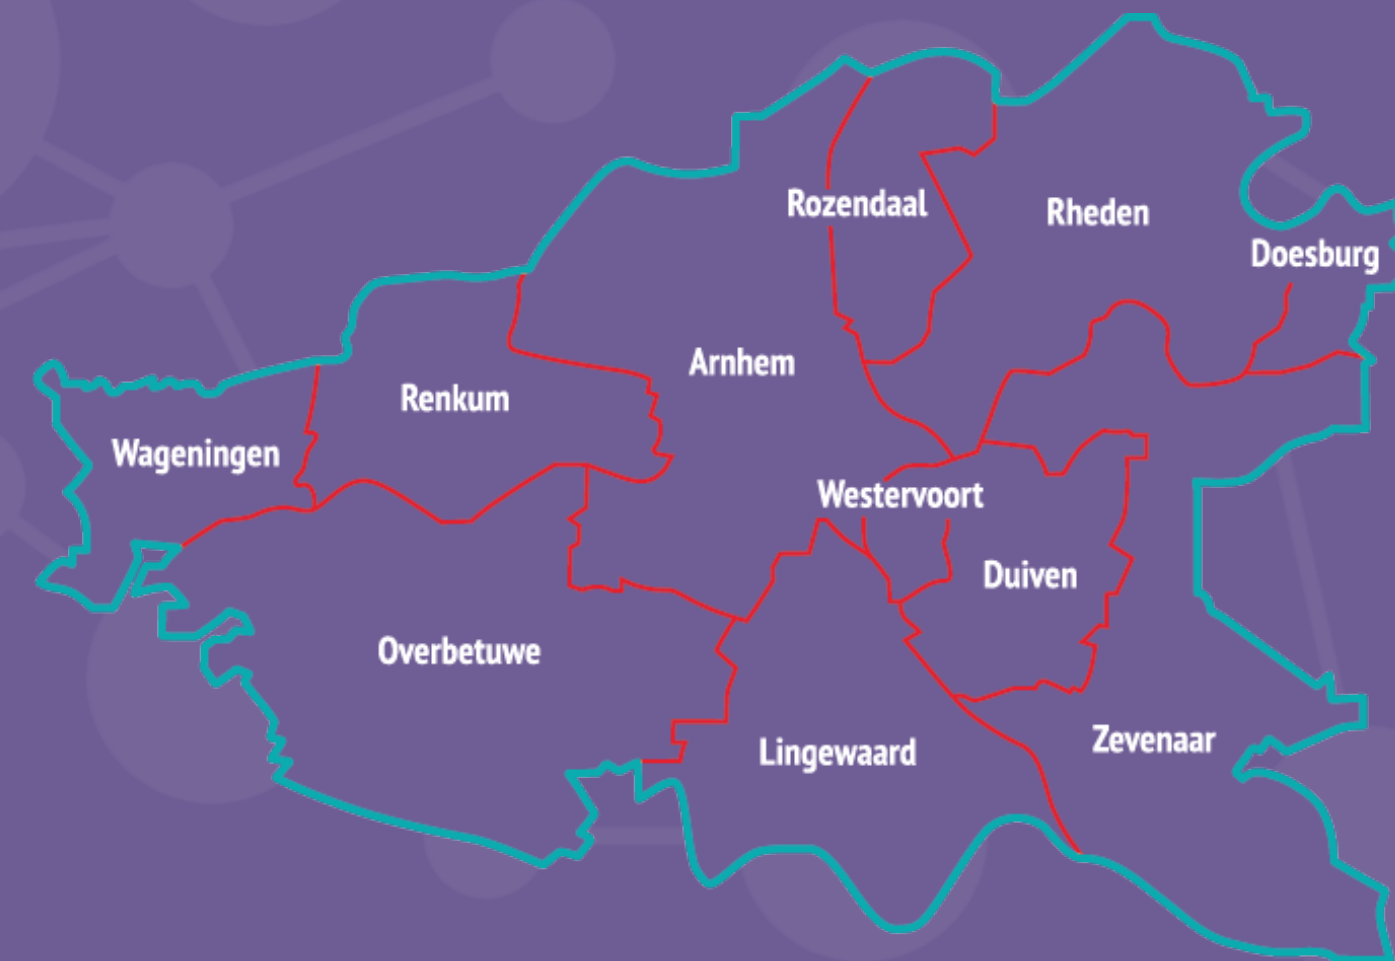 Rozendaal
Rheden
Doesburg
Arnhem
Renkum
Wageningen
Westervoort
Duiven
Overbetuwe
Lingewaard
Zevenaar